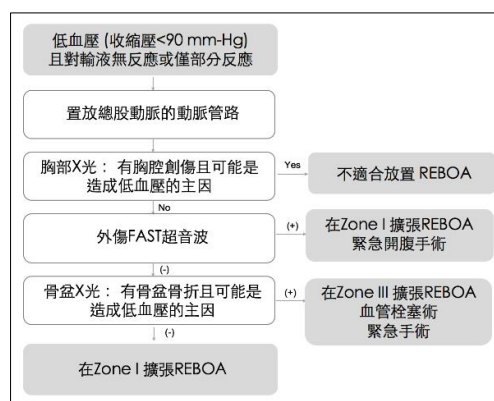 低血壓 (收縮壓<90 mm-Hg)
且對輸液無反應或僅部分反應
置放總股動脈的動脈管路
胸部X光： 有胸腔創傷且可能是
造成低血壓的主因
Yes
不適合放置 REBOA
No
外傷FAST超音波
(+)
在Zone I 擴張REBOA
緊急開腹手術
(-)
骨盆X光： 有骨盆骨折且可能是
造成低血壓的主因
(+)
在Zone III 擴張REBOA
血管栓塞術
緊急手術
(-)
在Zone I 擴張REBOA